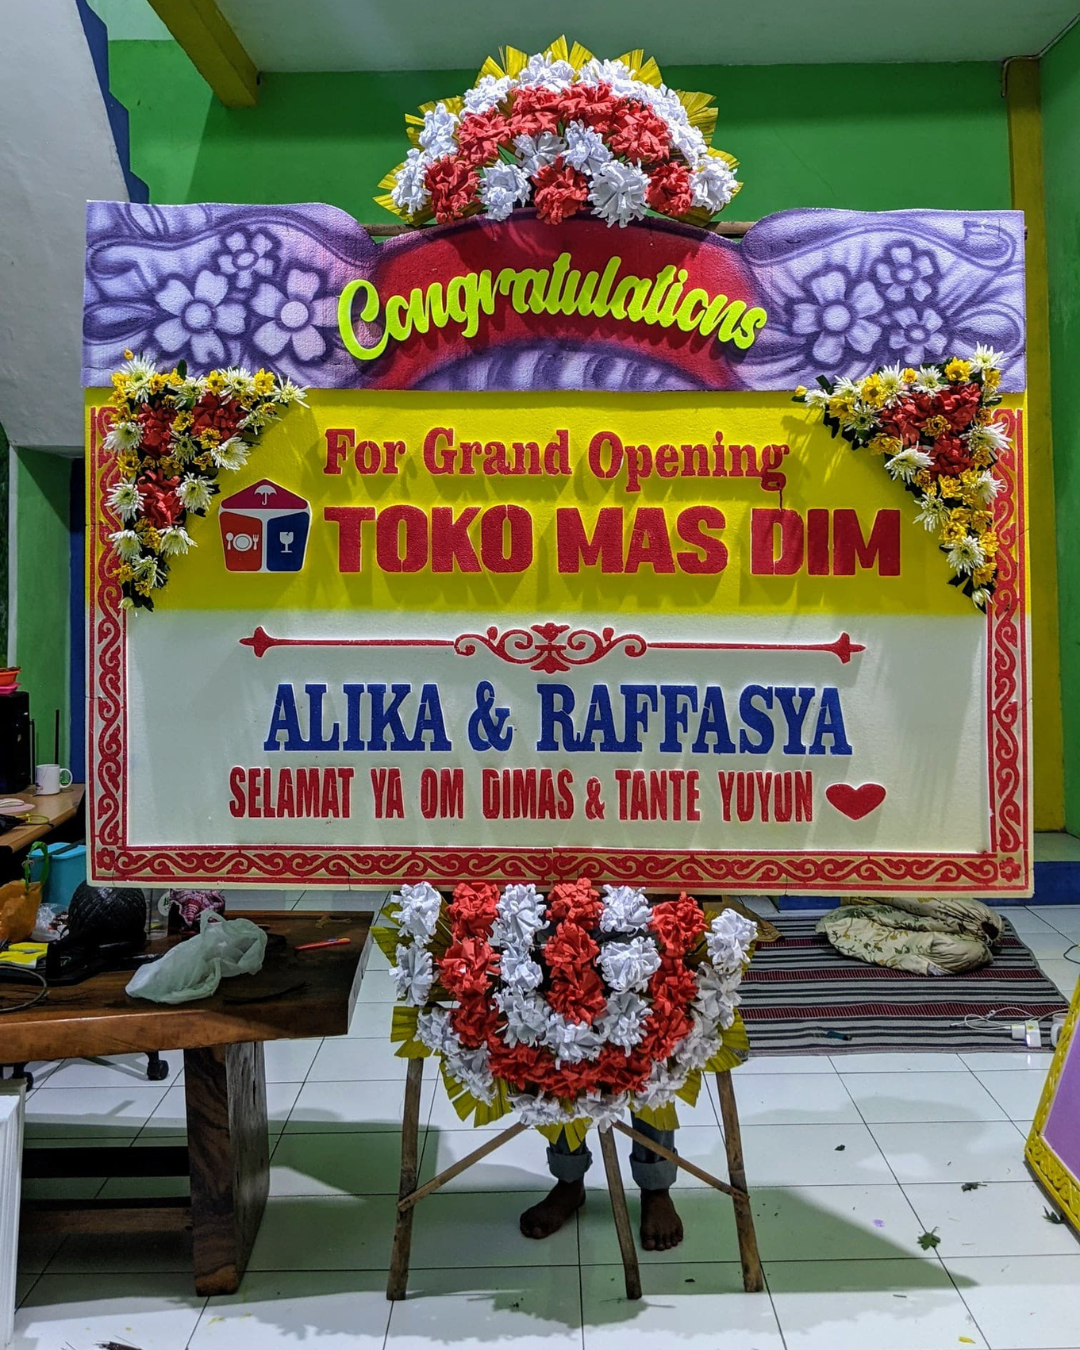 Congratulations
For Grand Opening
TOKO MAS DIM
ALIKA & RAFFASYA
SELAMAT YA OM DIMAS & TANTE YUYUN